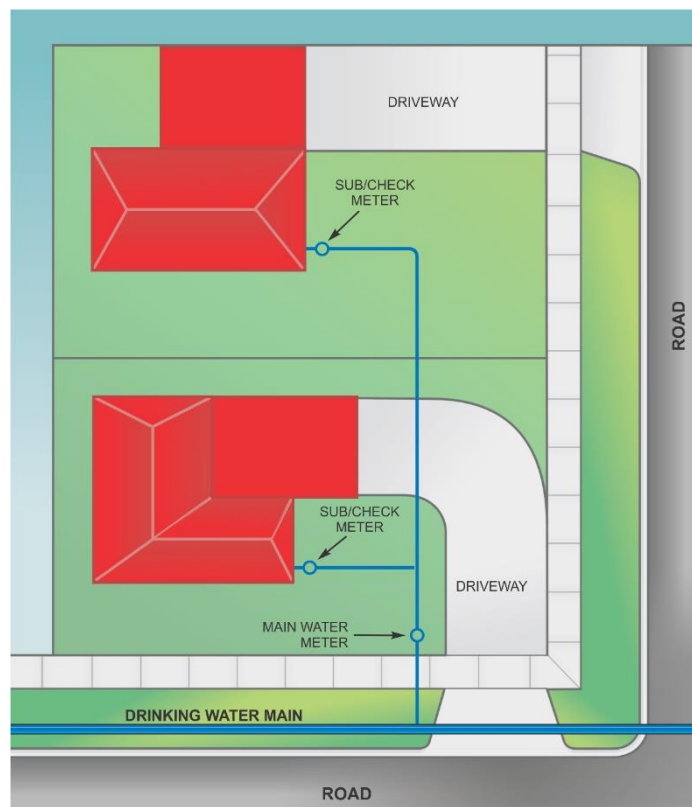 DRIVEWAY
SUB/CHECK
METER
ROAD
SUB/CHECK
METER
DRIVEWAY
MAIN WATER
METER
DRINKING WATER MAIN
ROAD